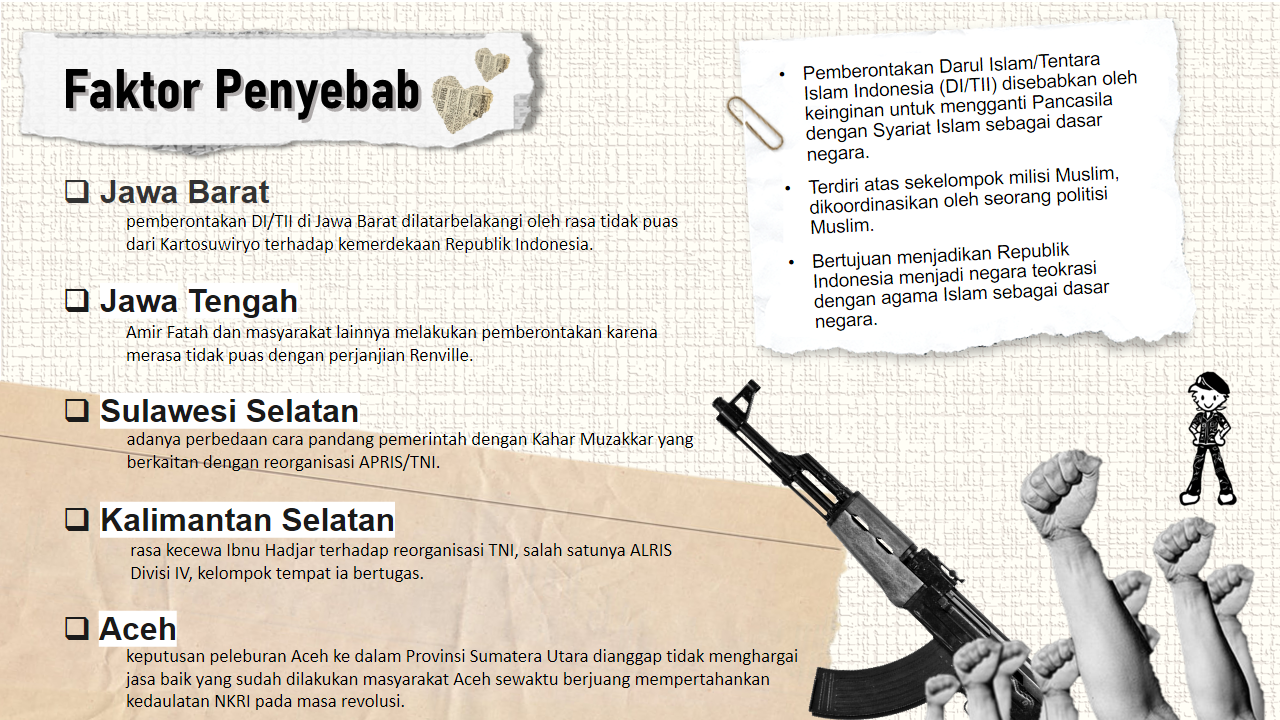 Faktor Penyebab
❑ Jawa Barat
pemberontakan DI/TII di Jawa Barat dilatarbelakangi oleh rasa tidak puas
dari Kartosuwiryo terhadap kemerdekaan Republik Indonesia.
❑ Jawa Tengah
Amir Fatah dan masyarakat lainnya melakukan pemberontakan karena
merasa tidak puas dengan perjanjian Renville.
❑ Sulawesi Selatan
adanya perbedaan cara pandang pemerintah dengan Kahar Muzakkar yang
berkaitan dengan reorganisasi APRIS/TNI.
❑ Kalimantan Selatan
rasa kecewa Ibnu Hadjar terhadap reorganisasi TNI, salah satunya ALRIS
Divisi IV, kelompok tempat ia bertugas.
❑ Aceh
keputusan peleburan Aceh ke dalam Provinsi Sumatera Utara dianggap tidak menghargai
jasa baik yang sudah dilakukan masyarakat Aceh sewaktu berjuang mempertahankan
kedaulatan NKRI pada masa revolusi.
• Pemberontakan Darul Islam/Tentara
Islam Indonesia (DI/TII) disebabkan oleh
keinginan untuk mengganti Pancasila
dengan Syariat Islam sebagai dasar
negara.
• Terdiri atas sekelompok milisi Muslim,
dikoordinasikan oleh seorang politisi
Muslim.
• Bertujuan menjadikan Republik
Indonesia menjadi negara teokrasi
dengan agama Islam sebagai dasar
negara.